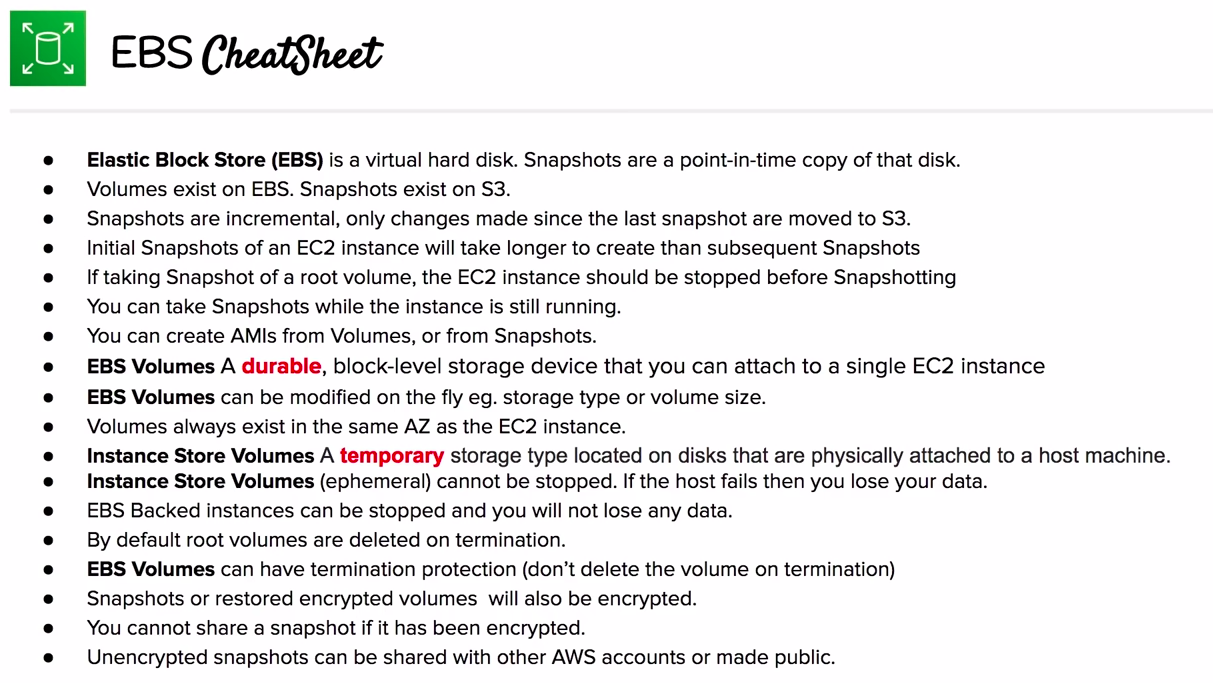 EBS CheatSheet
● Elastic Block Store (EBS) is a virtual hard disk. Snapshots are a point-in-time copy of that disk.
● Volumes exist on EBS. Snapshots exist on S3.
● Snapshots are incremental, only changes made since the last snapshot are moved to S3.
● Initial Snapshots of an EC2 instance will take longer to create than subsequent Snapshots
● If taking Snapshot of a root volume, the EC2 instance should be stopped before Snapshotting
● You can take Snapshots while the instance is still running.
● You can create AMIs from Volumes, or from Snapshots.
● EBS Volumes A durable, block-level storage device that you can attach to a single EC2 instance
● EBS Volumes can be modified on the fly eg. storage type or volume size.
● Volumes always exist in the same AZ as the EC2 instance.
● Instance Store Volumes A temporary storage type located on disks that are physically attached to a host machine.
● Instance Store Volumes (ephemeral) cannot be stopped. If the host fails then you lose your data.
● EBS Backed instances can be stopped and you will not lose any data.
● By default root volumes are deleted on termination.
● EBS Volumes can have termination protection (don’t delete the volume on termination)
● Snapshots or restored encrypted volumes  will also be encrypted.
● You cannot share a snapshot if it has been encrypted.
● Unencrypted snapshots can be shared with other AWS accounts or made public.